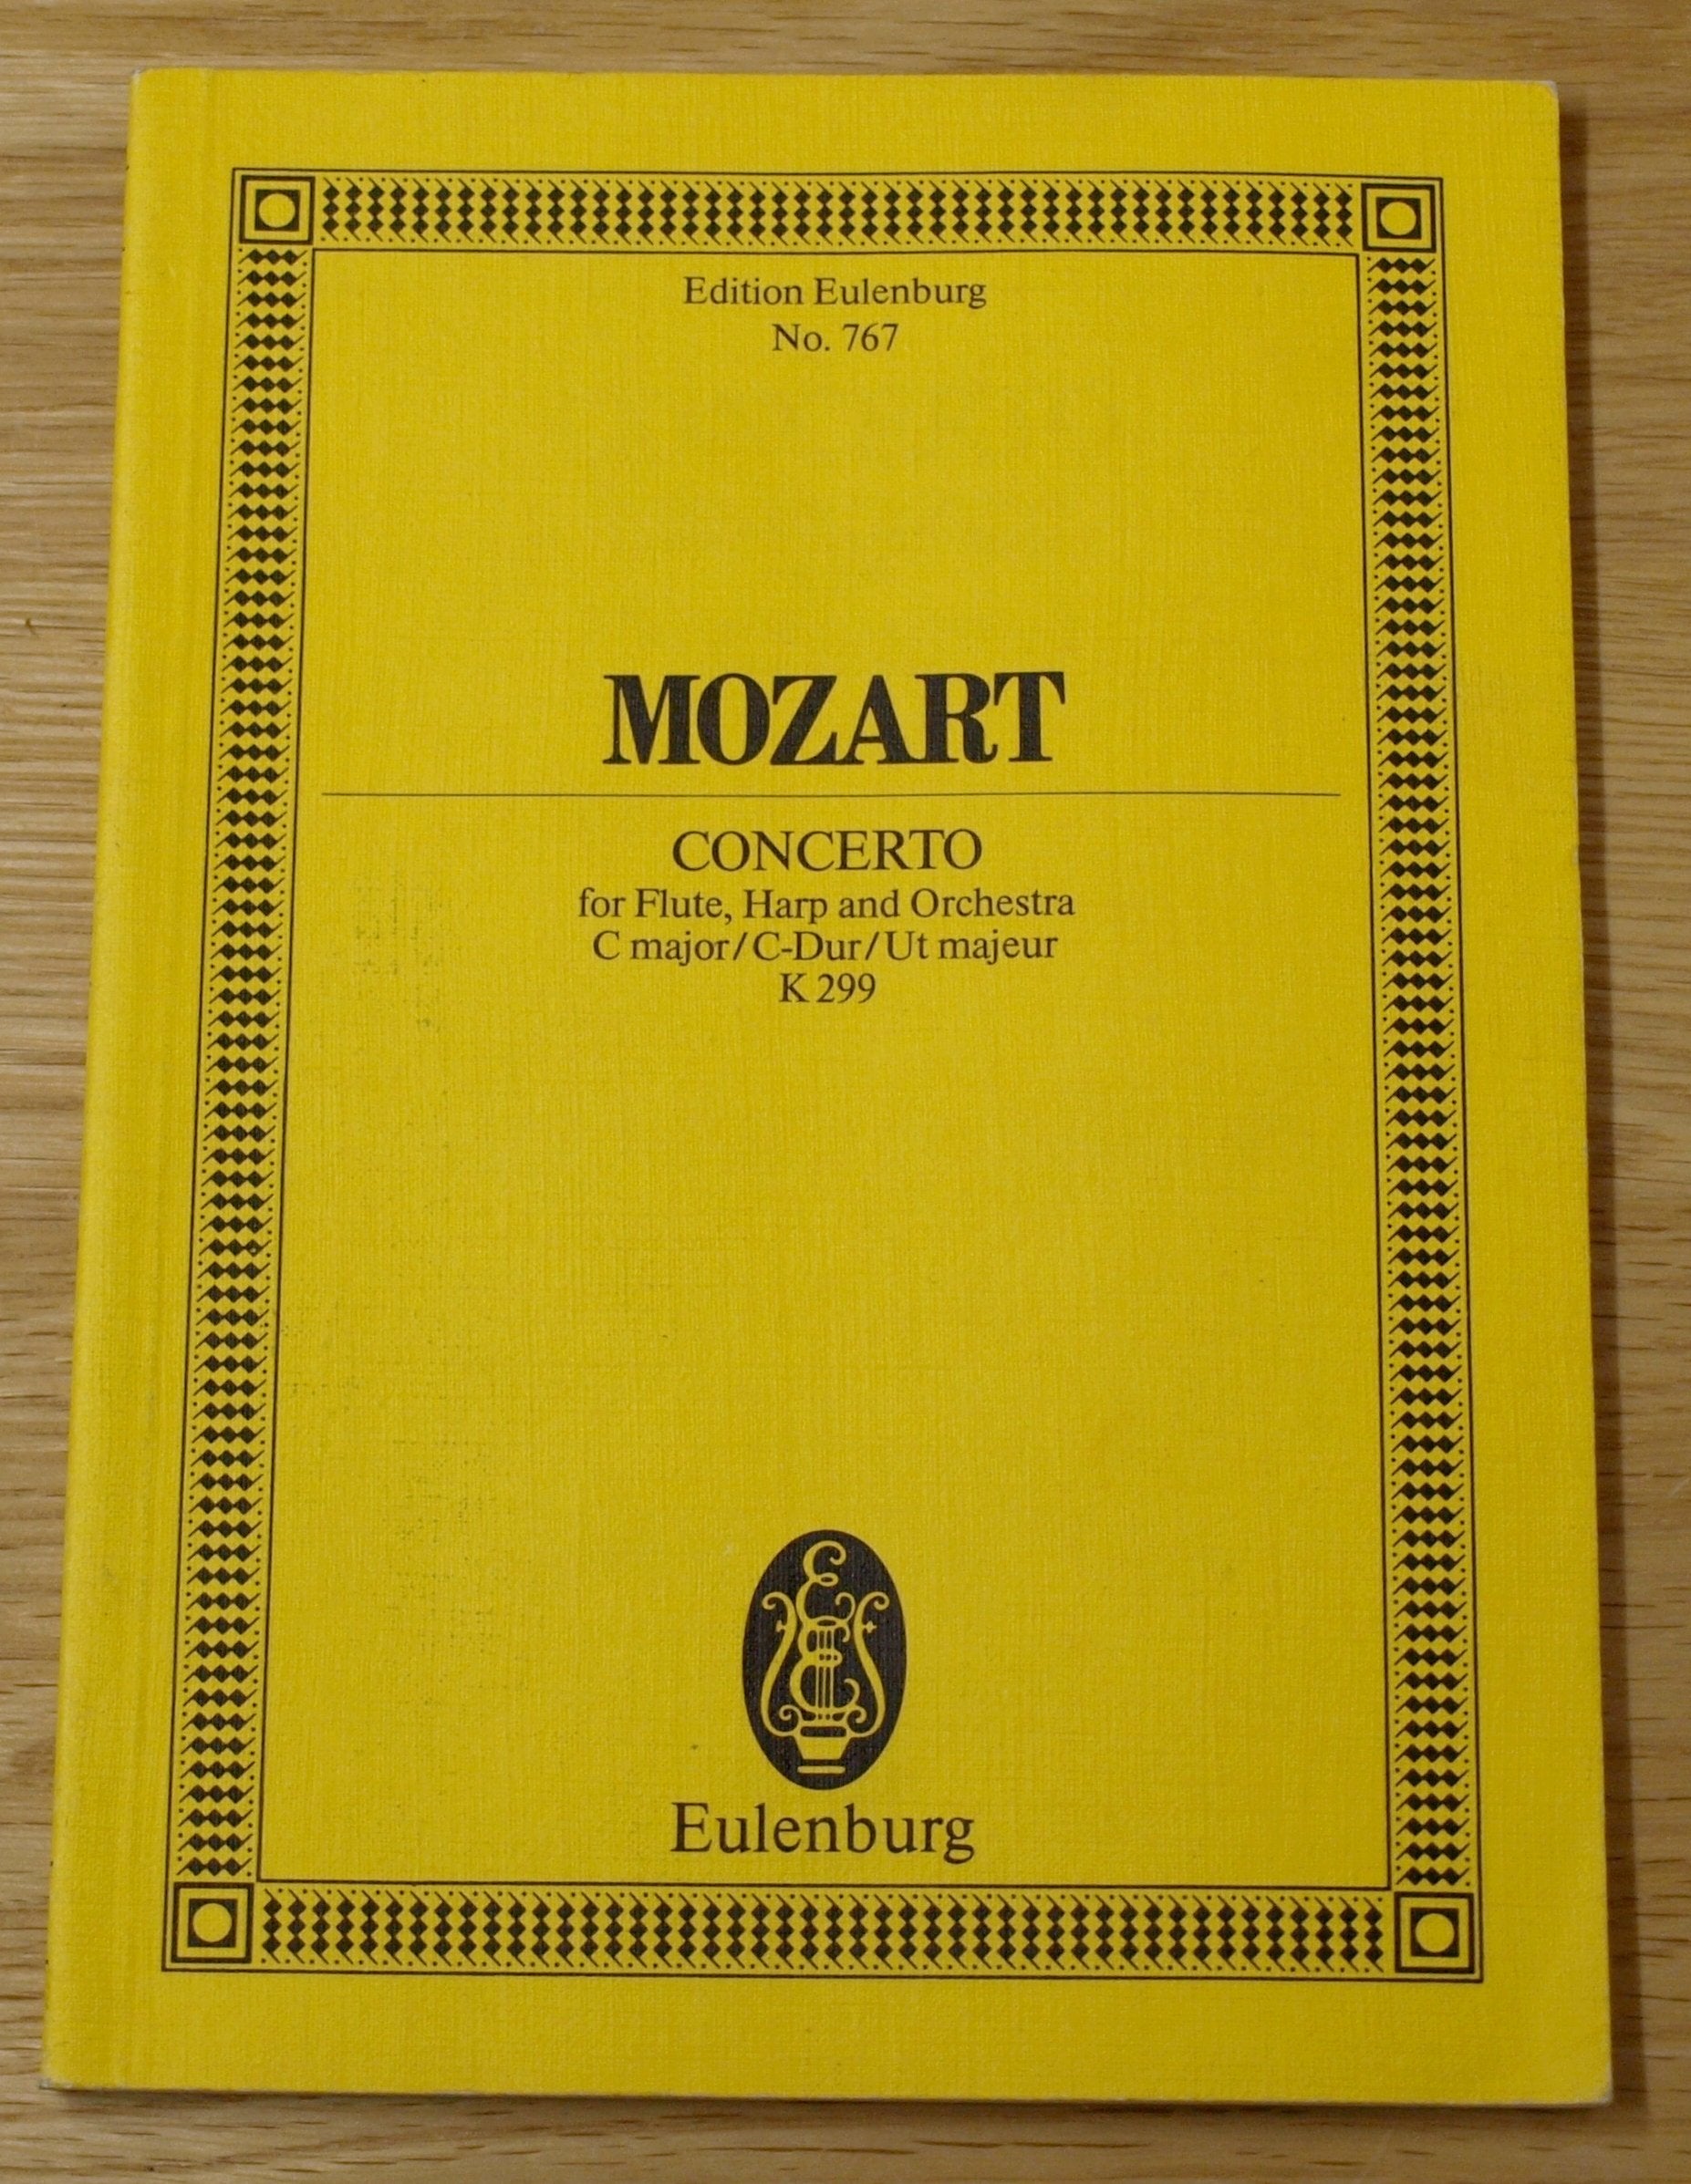 Edition Eulenburg
No. 767
MOZART
CONCERTO
for Flute, Harp and Orchestra
C major/C-Dur/Ut majeur
K 299
Eulenburg